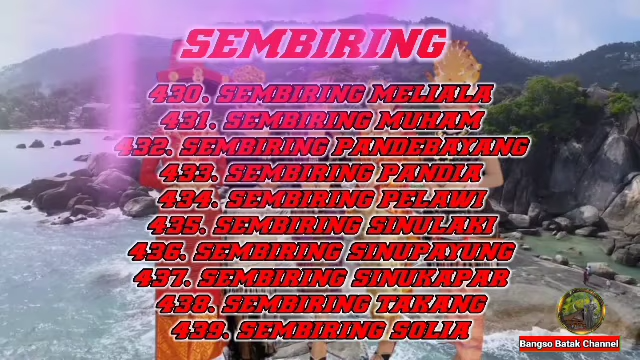 SEMBIRING
430. SEMBIRING MELIALA
431. SEMBIRING MUHAM
432. SEMBIRING PANDEBAYANG
433. SEMBIRING PANDIA
434. SEMBIRING PELAWI
435. SEMBIRING SINULAKI
436. SEMBIRING SINUPAYUNG
437. SEMBIRING SINUKAPAR
438. SEMBIRING TAKANG
439. SEMBIRING SOLIA
Bangso Batak Channel